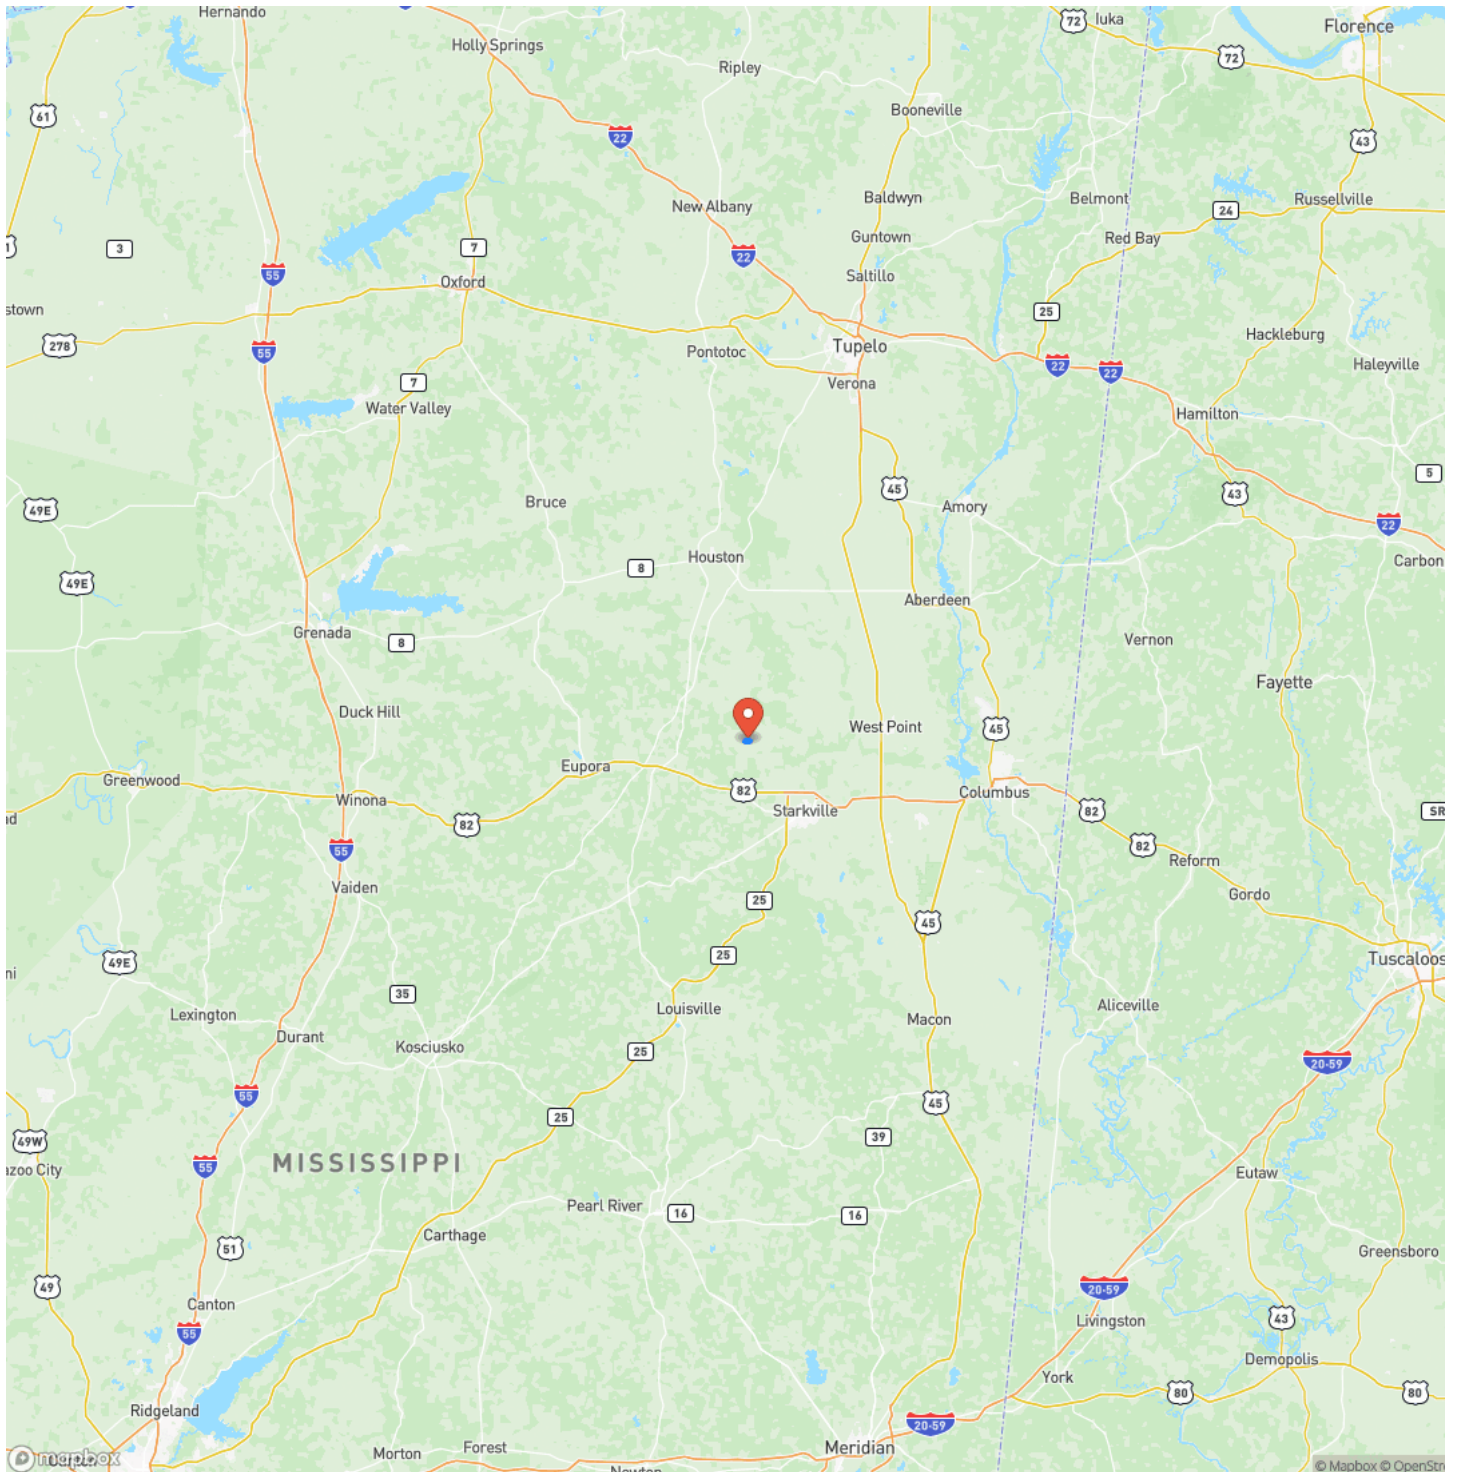 Hernando
Holly Springs
72
Iuka
Florence
72
Ripley
61
Booneville
22
43
New Albany
Baldwyn
Belmont
Russellville
24
3
7
Guntown
Red Bay
22
55
Oxford
Saltillo
stown
25
278
55
Pontotoc
Tupelo
Hackleburg
22
22
Haleyville
7
Verona
Water Valley
Hamilton
5
45
43
49E
Bruce
Amory
22
Houston
Carbon
8
49E
Aberdeen
Grenada
8
Vernon
Fayette
Duck Hill
West Point
45
Eupora
Greenwood
82
Columbus
Winona
Starkville
82
SR
82
82
55
Reform
Vaiden
Gordo
25
45
25
49E
Tuscaloos
ni
35
Lexington
Louisville
Aliceville
Macon
Durant
Kosciusko
25
20-59
55
45
25
49W
39
MISSISSIPPI
55
azoo City
Eutaw
Pearl River
16
16
Carthage
51
Greensboro
49
20-59
Canton
43
Livingston
55
Demopolis
York
80
80
Ridgeland
20-59
Meridian
Forest
Morton
mapbox
© Mapbox © OpenStr